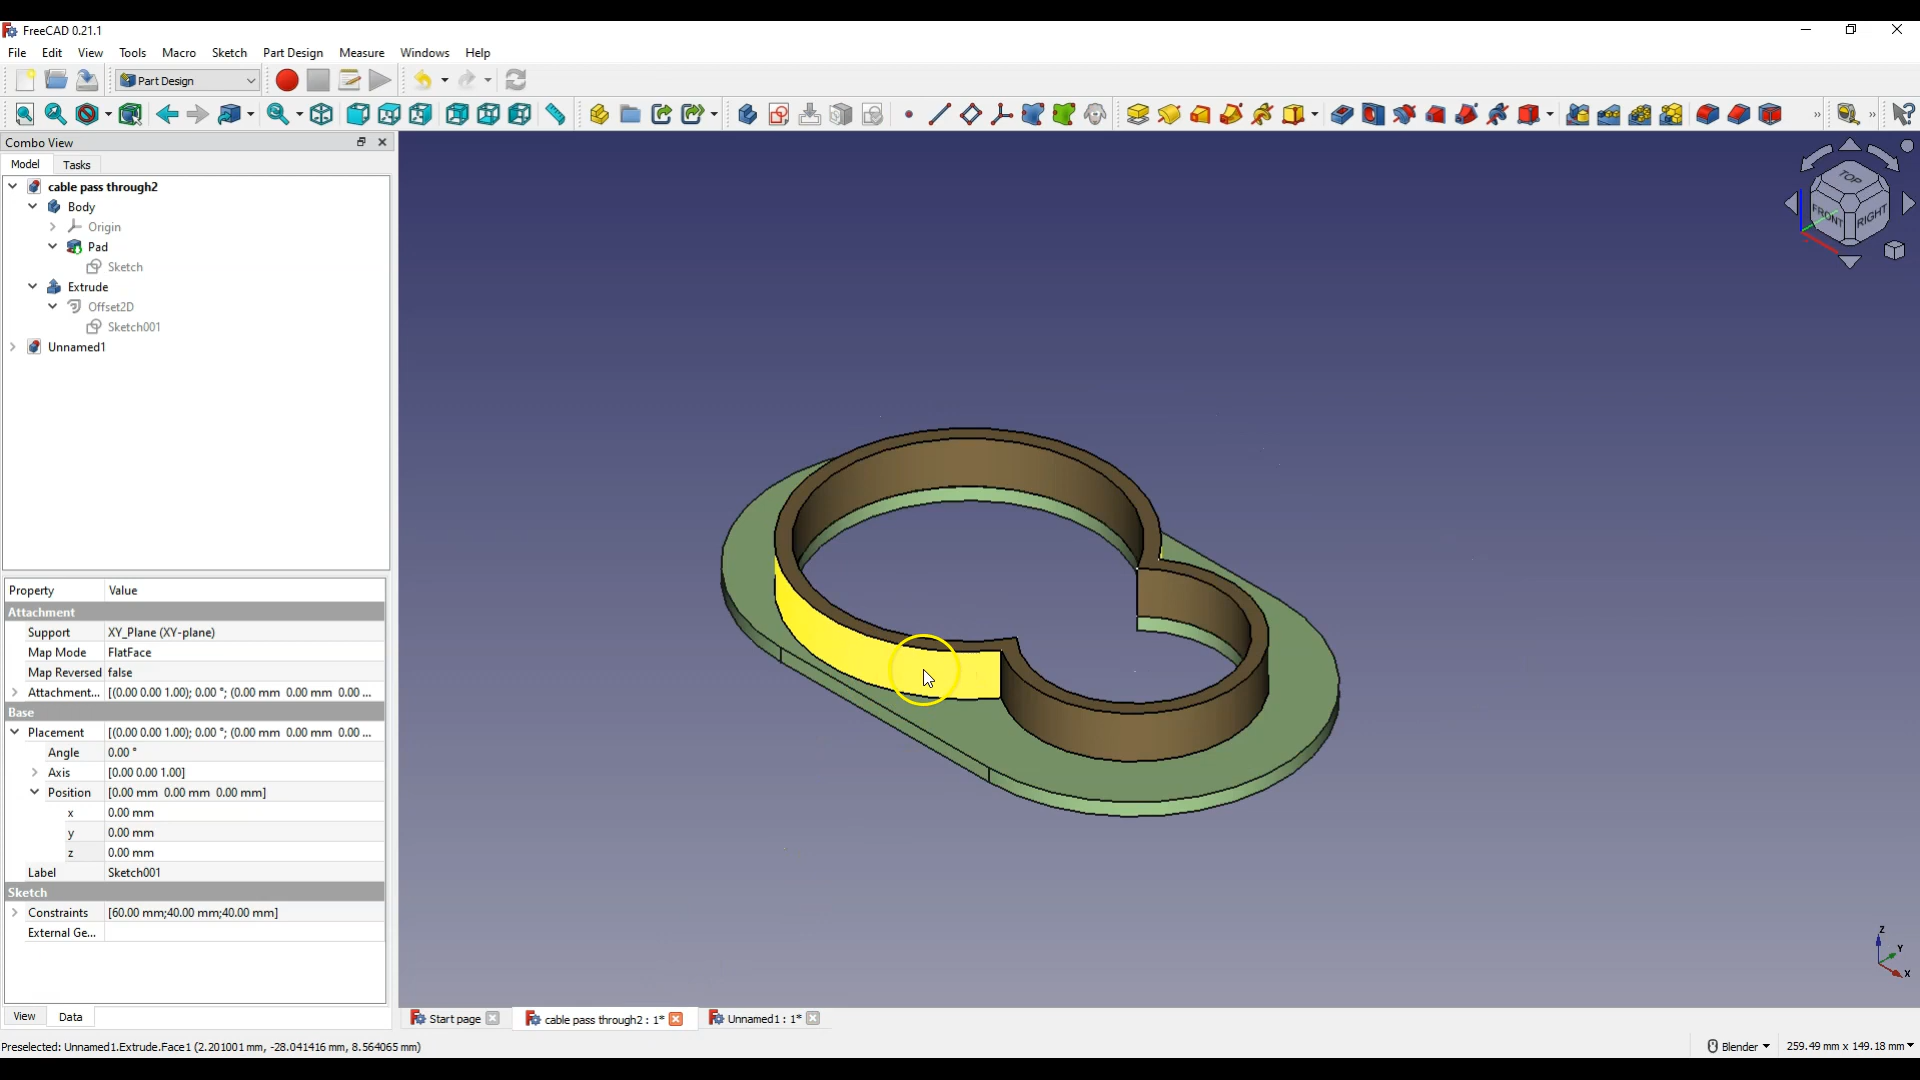 FreeCAD 0.21.1
File Edit View Tools Macro Sketch Part Design Measure Windows Help
Part Design
Combo View
Model Tasks
cable pass through2
Body
Origin
Pad
Sketch
Extrude
Offset2D
Sketch001
Unnamed1
TOP
FRONT RIGHT
Property Value
Attachment
Support XY_Plane (XY-plane)
Map Mode FlatFace
Map Reversed false
Attachment... [(0.00 0.00 1.00); 0.00 °; (0.00 mm 0.00 mm 0.00 ...
Base
Placement [(0.00 0.00 1.00); 0.00 °; (0.00 mm 0.00 mm 0.00 ...
Angle 0.00 °
Axis [0.00 0.00 1.00]
Position [0.00 mm 0.00 mm 0.00 mm]
x 0.00 mm
y 0.00 mm
z 0.00 mm
Label Sketch001
Sketch
Constraints [60.00 mm;40.00 mm;40.00 mm]
External Ge...
Z
Y
X
View Data
Start page cable pass through2 : 1* Unnamed1 : 1*
Preselected: Unnamed1.Extrude.Face1 (2.201001 mm, -28.041416 mm, 8.564065 mm)
Blender 259.49 mm x 149.18 mm